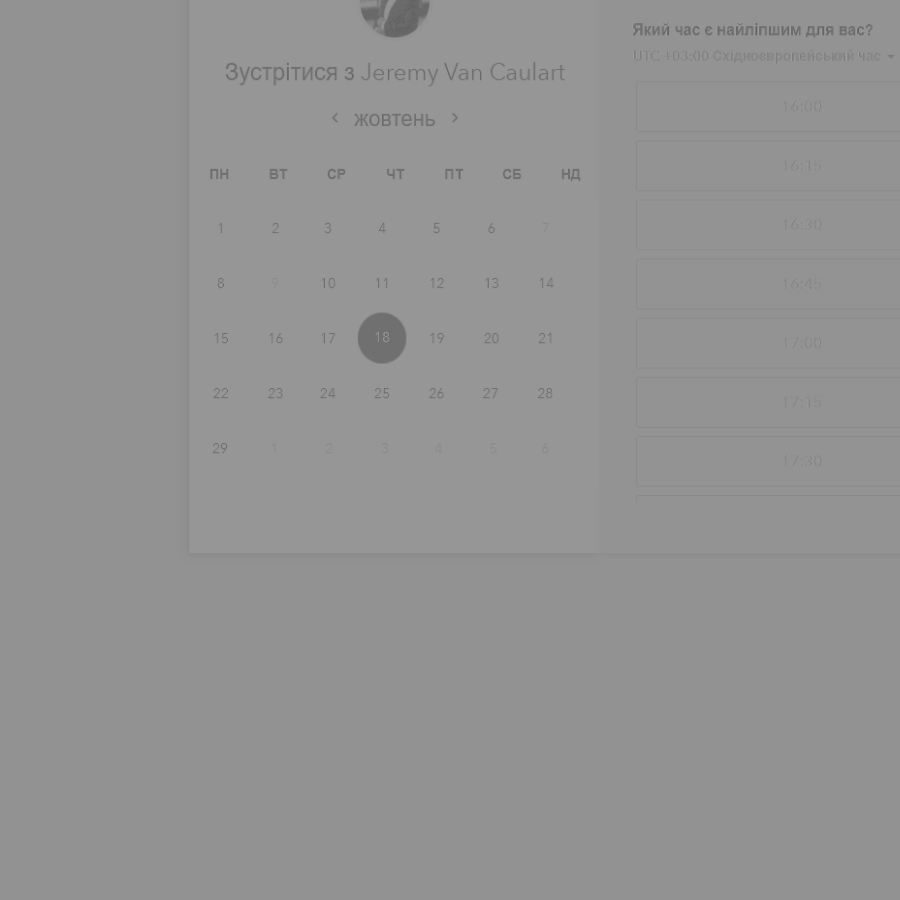 Зустрітися з Jeremy Van Caulart
жовтень
ПН ВТ СР ЧТ ПТ СБ НД
1 2 3 4 5 6 7
8 9 10 11 12 13 14
15 16 17 18 19 20 21
22 23 24 25 26 27 28
29 1 2 3 4 5 6
Який час є найліпшим для вас?
UTC +03:00 Східноєвропейський час
16:00
16:15
16:30
16:45
17:00
17:15
17:30